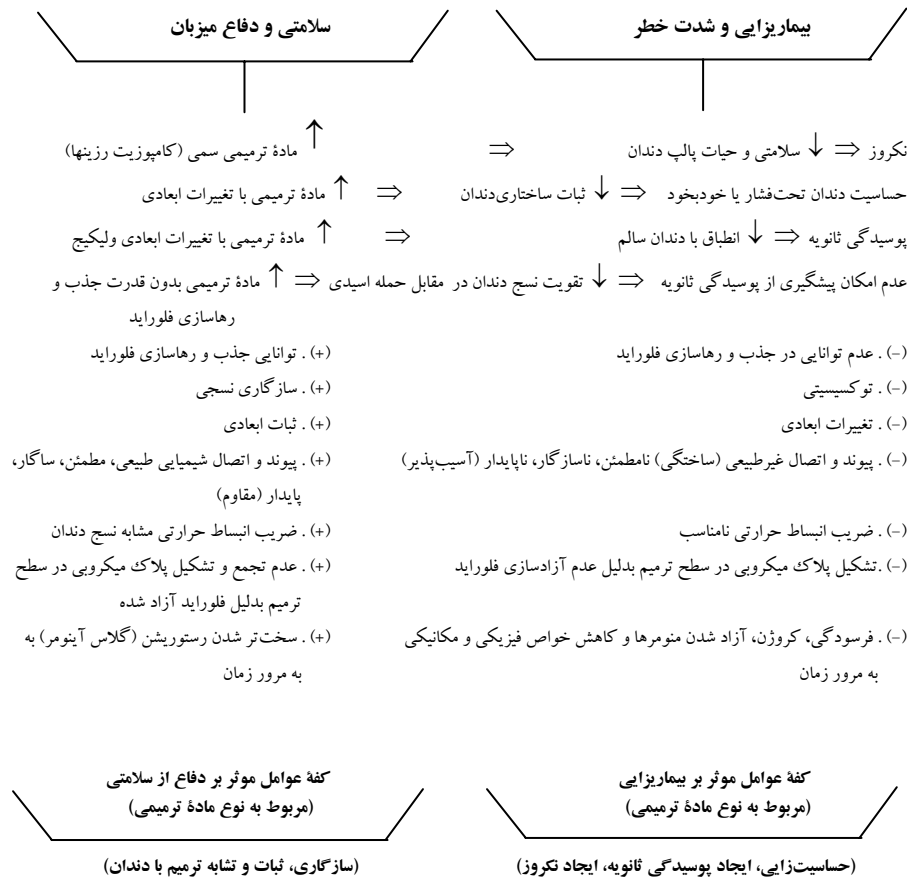 بیماریزایی و شدت خطر
سلامتی و دفاع میزبان
نکروز ⇐ ↓ سلامتی و حیات پالپ دندان ⇐ ↑ مادهٔ ترمیمی سمی (کامپوزیت رزینها)
حساسیت دندان تحت‌فشار یا خودبخود ⇐ ↓ ثبات ساختاری‌دندان ⇐ ↑ مادهٔ ترمیمی با تغییرات ابعادی
پوسیدگی ثانویه ⇐ ↓ انطباق با دندان سالم ⇐ ↑ مادهٔ ترمیمی با تغییرات ابعادی ولیکیج
عدم امکان پیشگیری از پوسیدگی ثانویه ⇐ ↓ تقویت نسج دندان در مقابل حمله اسیدی ⇐ ↑ مادهٔ ترمیمی بدون قدرت جذب و
رهاسازی فلوراید
(–) . عدم توانایی در جذب و رهاسازی فلوراید
(+) . توانایی جذب و رهاسازی فلوراید
(–) . توکسیسیتی
(+) . سازگاری نسجی
(–) . تغییرات ابعادی
(+) . ثبات ابعادی
(–) . پیوند و اتصال غیرطبیعی (ساختگی) نامطمئن، ناسازگار، ناپایدار (آسیب‌پذیر)
(+) . پیوند و اتصال شیمیایی طبیعی، مطمئن، ساگار،
پایدار (مقاوم)
(–) . ضریب انبساط حرارتی نامناسب
(+) . ضریب انبساط حرارتی مشابه نسج دندان
(–) .تشکیل پلاک میکروبی در سطح ترمیم بدلیل عدم آزادسازی فلوراید
(+) . عدم تجمع و تشکیل پلاک میکروبی در سطح
ترمیم بدلیل فلوراید آزاد شده
(–) . فرسودگی، کروژن، آزاد شدن منومرها و کاهش خواص فیزیکی و مکانیکی
به مرور زمان
(+) . سخت‌تر شدن رستوریشن (گلاس آینومر) به
به مرور زمان
کفهٔ عوامل موثر بر بیماریزایی
(مربوط به نوع مادهٔ ترمیمی)
کفهٔ عوامل موثر بر دفاع از سلامتی
(مربوط به نوع مادهٔ ترمیمی)
(حساسیت‌زایی، ایجاد پوسیدگی ثانویه، ایجاد نکروز)
(سازگاری، ثبات و تشابه ترمیم با دندان)